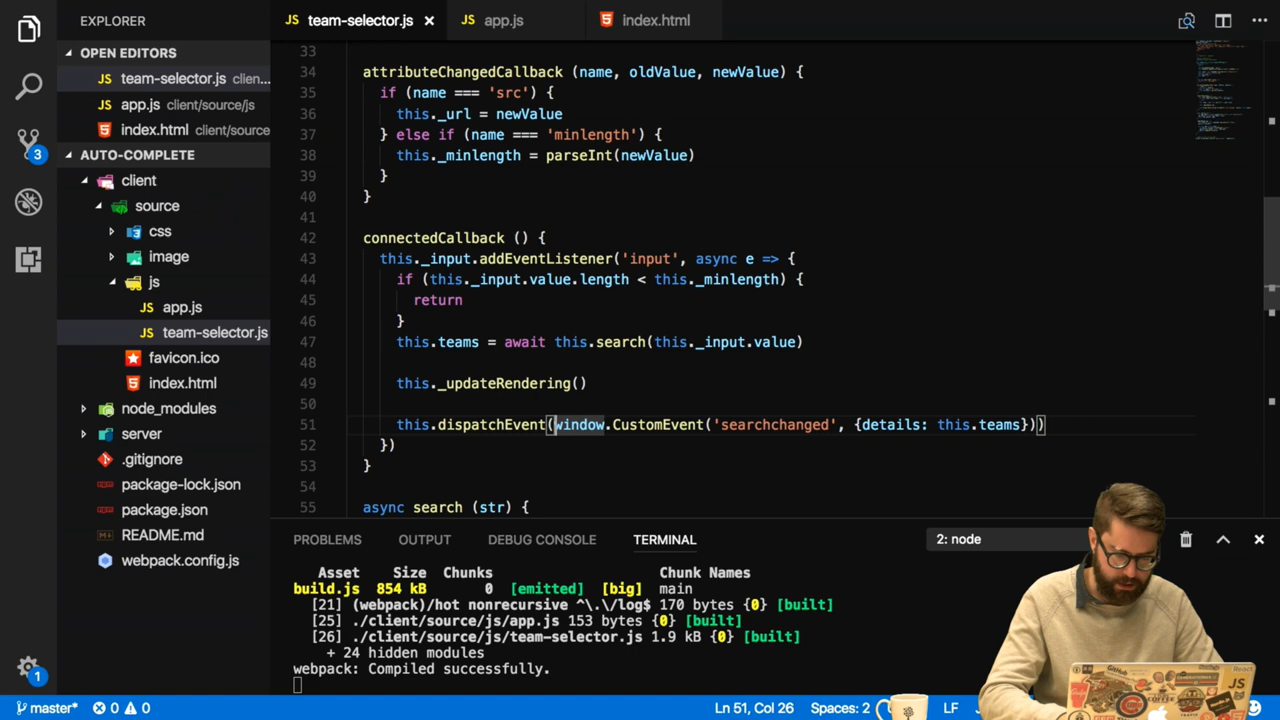 EXPLORER
team-selector.js
app.js
index.html
OPEN EDITORS
team-selector.js clien...
app.js client/source/js
index.html client/source
AUTO-COMPLETE
client
source
css
image
js
app.js
team-selector.js
favicon.ico
index.html
node_modules
server
.gitignore
package-lock.json
package.json
README.md
webpack.config.js
3
1
33
34 attributeChangedCallback (name, oldValue, newValue) {
35 if (name === 'src') {
36 this._url = newValue
37 } else if (name === 'minlength') {
38 this._minlength = parseInt(newValue)
39 }
40 }
41
42 connectedCallback () {
43 this._input.addEventListener('input', async e => {
44 if (this._input.value.length < this._minlength) {
45 return
46 }
47 this.teams = await this.search(this._input.value)
48
49 this._updateRendering()
50
51 this.dispatchEvent(window.CustomEvent('searchchanged', {details: this.teams}))
52 })
53 }
54
55 async search (str) {
PROBLEMS OUTPUT DEBUG CONSOLE TERMINAL 2: node
Asset Size Chunks Chunk Names
build.js 854 kB 0 [emitted] [big] main
[21] (webpack)/hot nonrecursive ^\.\/log$ 170 bytes {0} [built]
[25] ./client/source/js/app.js 153 bytes {0} [built]
[26] ./client/source/js/team-selector.js 1.9 kB {0} [built]
+ 24 hidden modules
webpack: Compiled successfully.
master* 0 0 Ln 51, Col 26 Spaces: 2 LF
GitHub
React
JS